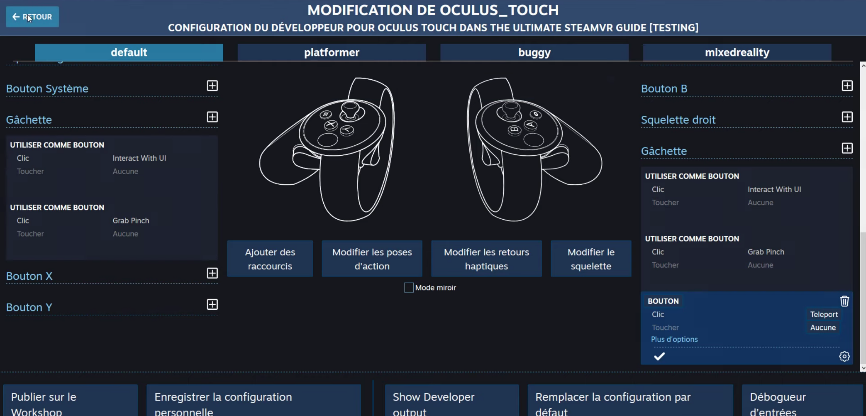 ← RETOUR
MODIFICATION DE OCULUS_TOUCH
CONFIGURATION DU DÉVELOPPEUR POUR OCULUS TOUCH DANS THE ULTIMATE STEAMVR GUIDE [TESTING]
default
platformer
buggy
mixedreality
Bouton Système
Gâchette
UTILISER COMME BOUTON
Clic Interact With UI
Toucher Aucune
UTILISER COMME BOUTON
Clic Grab Pinch
Toucher Aucune
Bouton X
Bouton Y
Ajouter des
raccourcis
Modifier les poses
d'action
Modifier les retours
haptiques
Modifier le
squelette
Mode miroir
Bouton B
Squelette droit
Gâchette
UTILISER COMME BOUTON
Clic Interact With UI
Toucher Aucune
UTILISER COMME BOUTON
Clic Grab Pinch
Toucher Aucune
BOUTON
Clic Teleport
Toucher Aucune
Plus d'options
Publier sur le
Workshop
Enregistrer la configuration
personnelle
Show Developer
output
Remplacer la configuration par
défaut
Débogueur
d'entrées